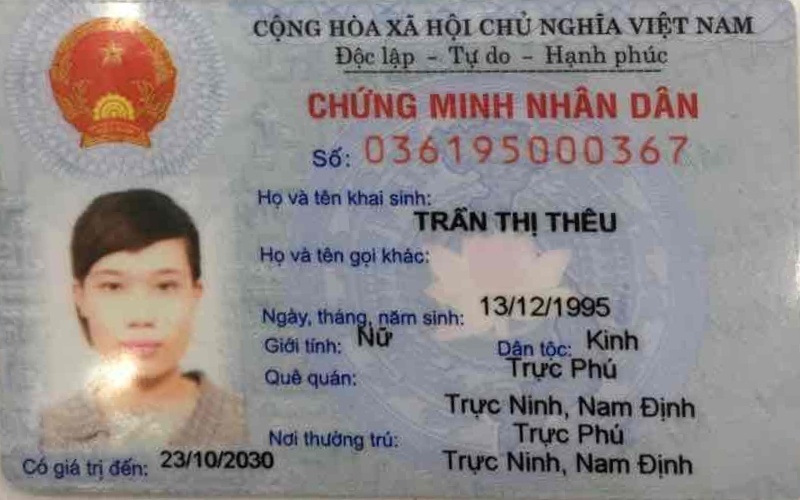 CỘNG HÒA XÃ HỘI CHỦ NGHĨA VIỆT NAM
Độc lập - Tự do - Hạnh phúc
CHỨNG MINH NHÂN DÂN
Số: 036195000367
Họ và tên khai sinh:
TRẦN THỊ THÊU
Họ và tên gọi khác:
Ngày, tháng, năm sinh: 13/12/1995
Giới tính: Nữ Dân tộc: Kinh
Quê quán: Trực Phú
Trực Ninh, Nam Định
Nơi thường trú: Trực Phú
Trực Ninh, Nam Định
Có giá trị đến: 23/10/2030